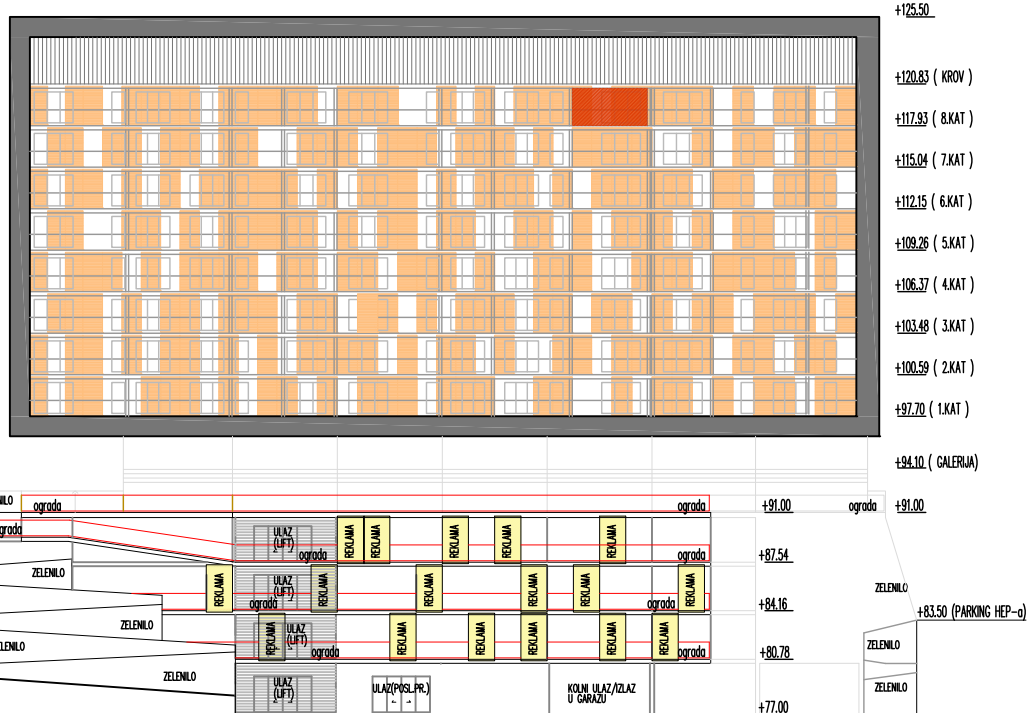 +125.50
+120.83 ( KROV )
+117.93 ( 8.KAT )
+115.04 ( 7.KAT )
+112.15 ( 6.KAT )
+109.26 ( 5.KAT )
+106.37 ( 4.KAT )
+103.48 ( 3.KAT )
+100.59 ( 2.KAT )
+97.70 ( 1.KAT )
+94.10 ( GALERIJA)
NILO
ograda
ograda
+91.00
ograda
+91.00
ograda
ULAZ
(LIFT)
ograda
REKLAMA
REKLAMA
REKLAMA
REKLAMA
REKLAMA
ograda
+87.54
ZELENILO
REKLAMA
ULAZ
(LIFT)
ograda
REKLAMA
REKLAMA
REKLAMA
REKLAMA
ograda
REKLAMA
+84.16
ZELENILO
+83.50 (PARKING HEP-a)
ZELENILO
REKLAMA
ULAZ
(LIFT)
ograda
REKLAMA
REKLAMA
REKLAMA
REKLAMA
REKLAMA
ograda
+80.78
ZELENILO
ELENILO
ZELENILO
ULAZ
(LIFT)
ULAZ(POSL.PR.)
KOLNI ULAZ/IZLAZ
U GARAŽU
+77.00
ZELENILO